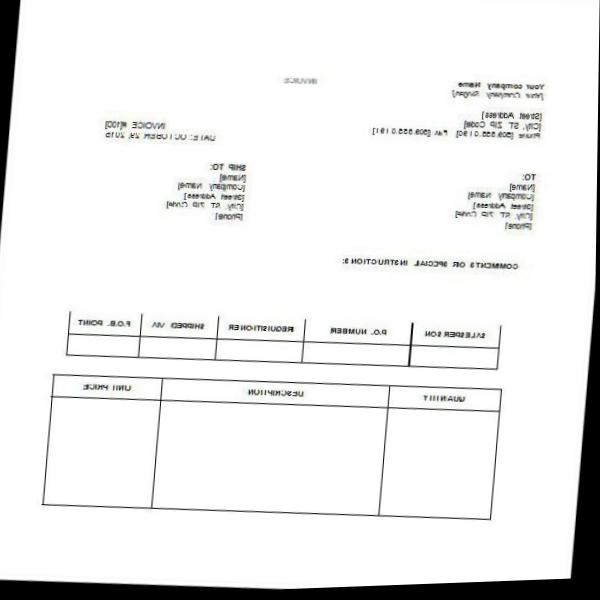 Your company Name
[Your Company Slogan]
INVOICE
[Street Address]
[City, ST ZIP Code]
Phone [509.555.0190] Fax [509.555.0191]
INVOICE #[100]
DATE: OCTOBER 29, 2015
TO:
[Name]
[Company Name]
[Street Address]
[City, ST ZIP Code]
[Phone]
SHIP TO:
[Name]
[Company Name]
[Street Address]
[City, ST ZIP Code]
[Phone]
COMMENTS OR SPECIAL INSTRUCTIONS:
SALESPERSON P.O. NUMBER REQUISITIONER SHIPPED VIA F.O.B. POINT
QUANTITY DESCRIPTION UNIT PRICE